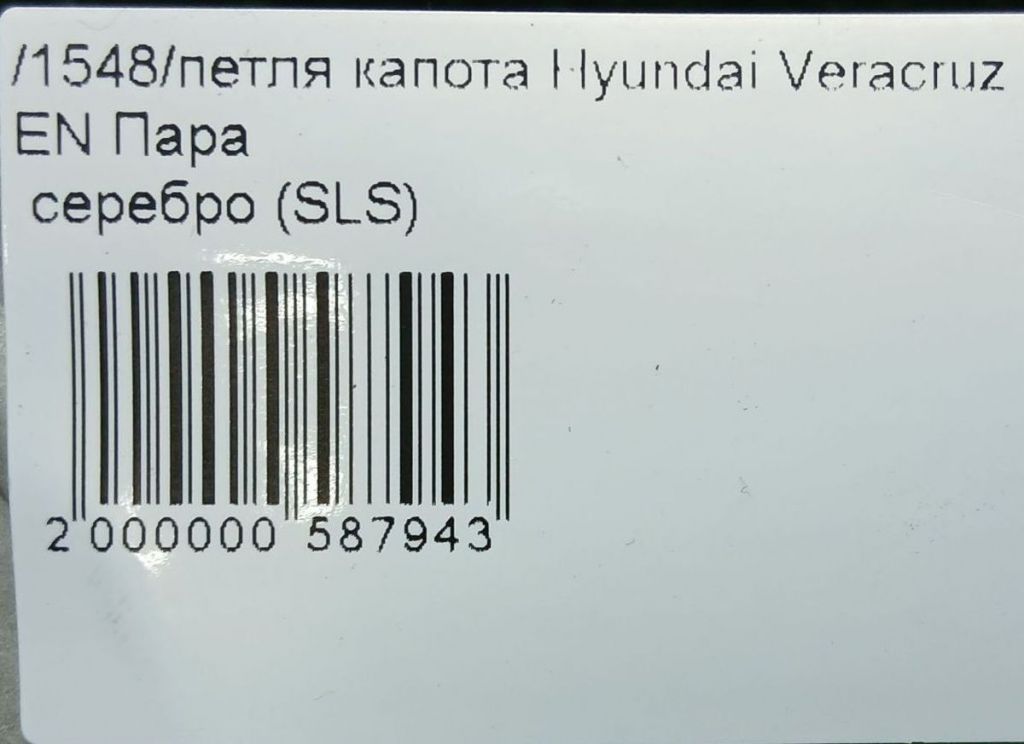 /1548/петля капота Hyundai Veracruz
EN Пара
серебро (SLS)
2 000000 587943